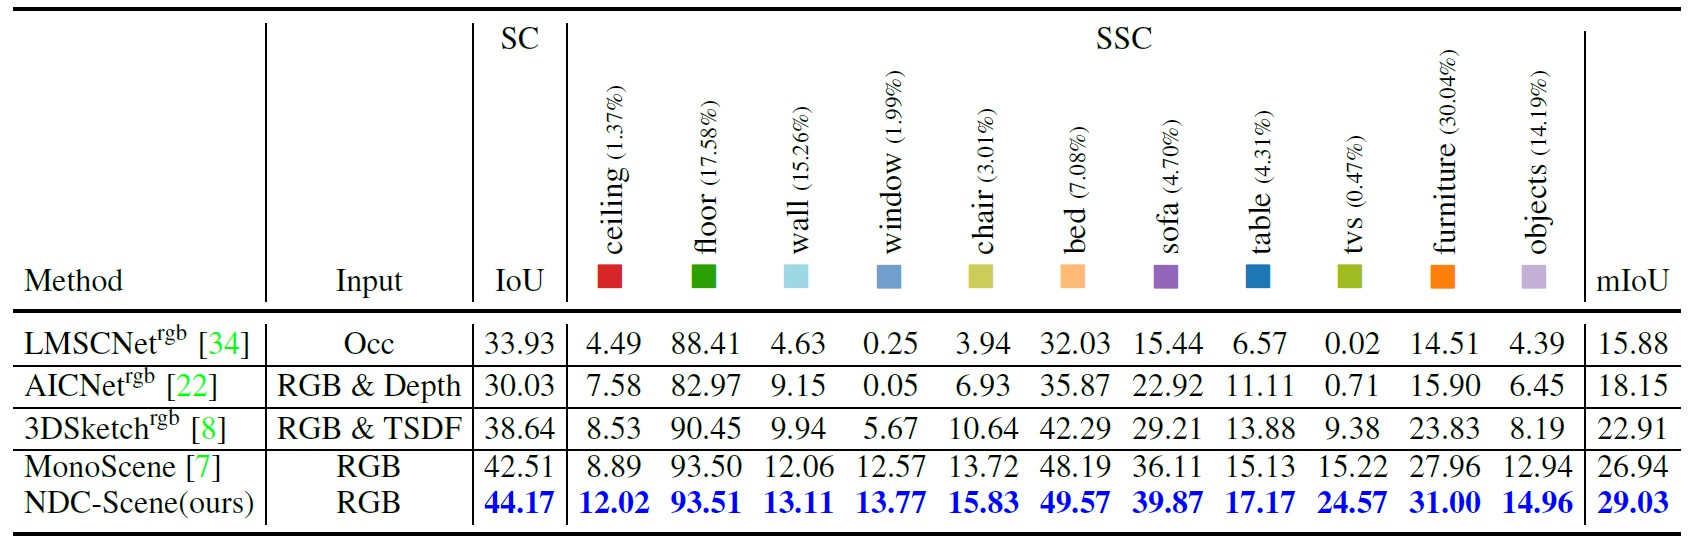 SC SSC
Method Input IoU ceiling (1.37%) floor (17.58%) wall (15.26%) window (1.99%) chair (3.01%) bed (7.08%) sofa (4.70%) table (4.31%) tvs (0.47%) furniture (30.04%) objects (14.19%) mIoU
LMSCNet^rgb [34] Occ 33.93 4.49 88.41 4.63 0.25 3.94 32.03 15.44 6.57 0.02 14.51 4.39 15.88
AICNet^rgb [22] RGB & Depth 30.03 7.58 82.97 9.15 0.05 6.93 35.87 22.92 11.11 0.71 15.90 6.45 18.15
3DSketch^rgb [8] RGB & TSDF 38.64 8.53 90.45 9.94 5.67 10.64 42.29 29.21 13.88 9.38 23.83 8.19 22.91
MonoScene [7] RGB 42.51 8.89 93.50 12.06 12.57 13.72 48.19 36.11 15.13 15.22 27.96 12.94 26.94
NDC-Scene(ours) RGB 44.17 12.02 93.51 13.11 13.77 15.83 49.57 39.87 17.17 24.57 31.00 14.96 29.03